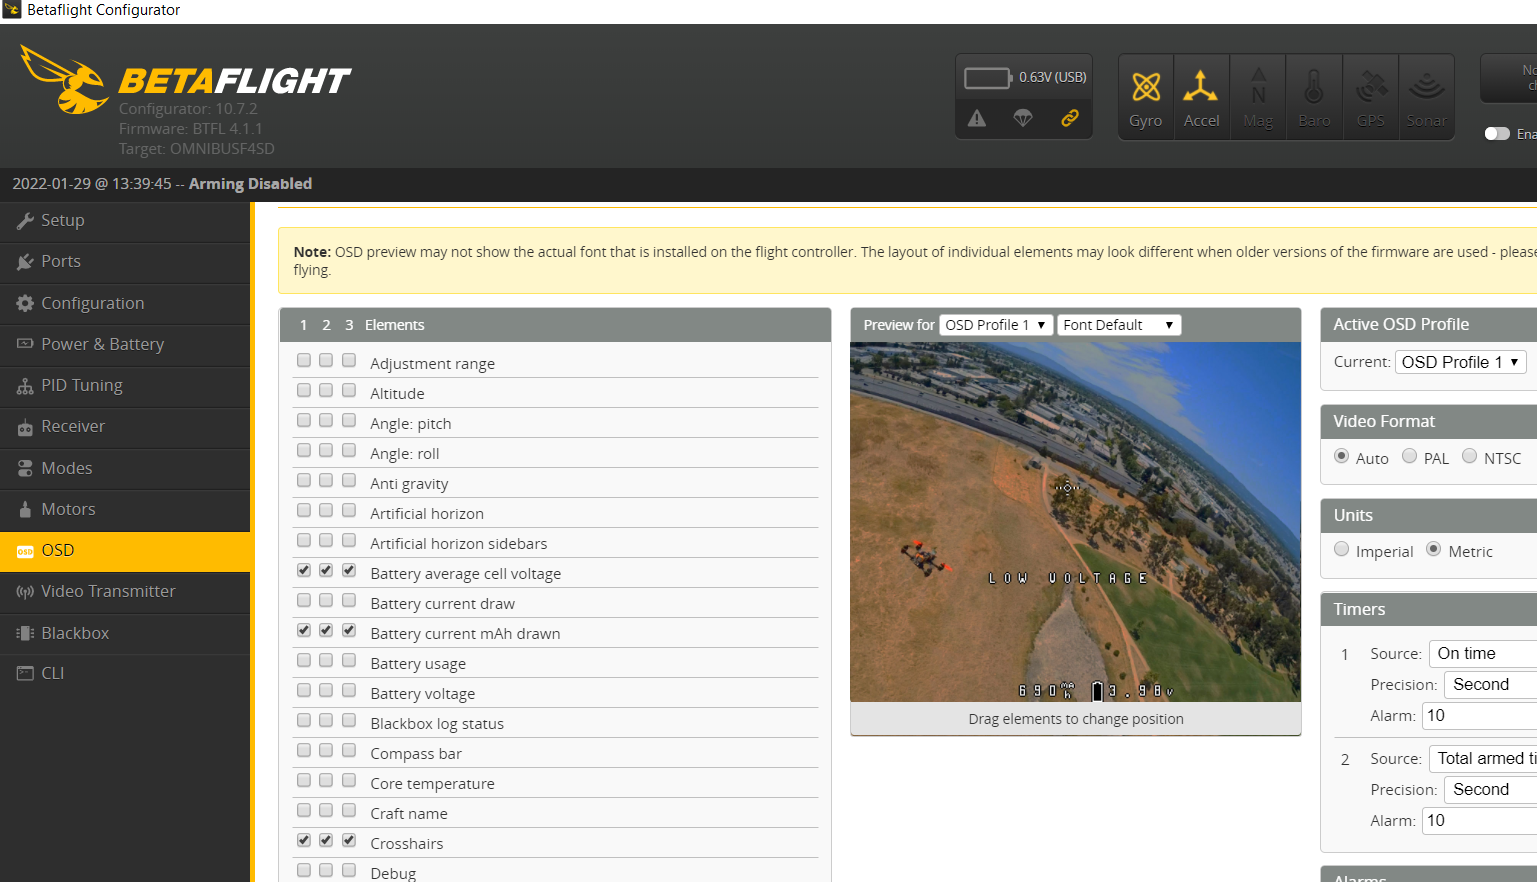 Betaflight Configurator
BETAFLIGHT
Configurator: 10.7.2
Firmware: BTFL 4.1.1
Target: OMNIBUSF4SD
0.63V (USB)
Gyro
Accel
Mag
Baro
GPS
Sonar
2022-01-29 @ 13:39:45 -- Arming Disabled
Setup
Ports
Configuration
Power & Battery
PID Tuning
Receiver
Modes
Motors
OSD
Video Transmitter
Blackbox
CLI
Note: OSD preview may not show the actual font that is installed on the flight controller. The layout of individual elements may look different when older versions of the firmware are used - please
flying.
1 2 3 Elements
Adjustment range
Altitude
Angle: pitch
Angle: roll
Anti gravity
Artificial horizon
Artificial horizon sidebars
Battery average cell voltage
Battery current draw
Battery current mAh drawn
Battery usage
Battery voltage
Blackbox log status
Compass bar
Core temperature
Craft name
Crosshairs
Debug
Preview for OSD Profile 1 Font Default
LOW VOLTAGE
690mAh 3.98v
Drag elements to change position
Active OSD Profile
Current: OSD Profile 1
Video Format
Auto PAL NTSC
Units
Imperial Metric
Timers
1 Source: On time
Precision: Second
Alarm: 10
2 Source: Total armed ti
Precision: Second
Alarm: 10
Alarms